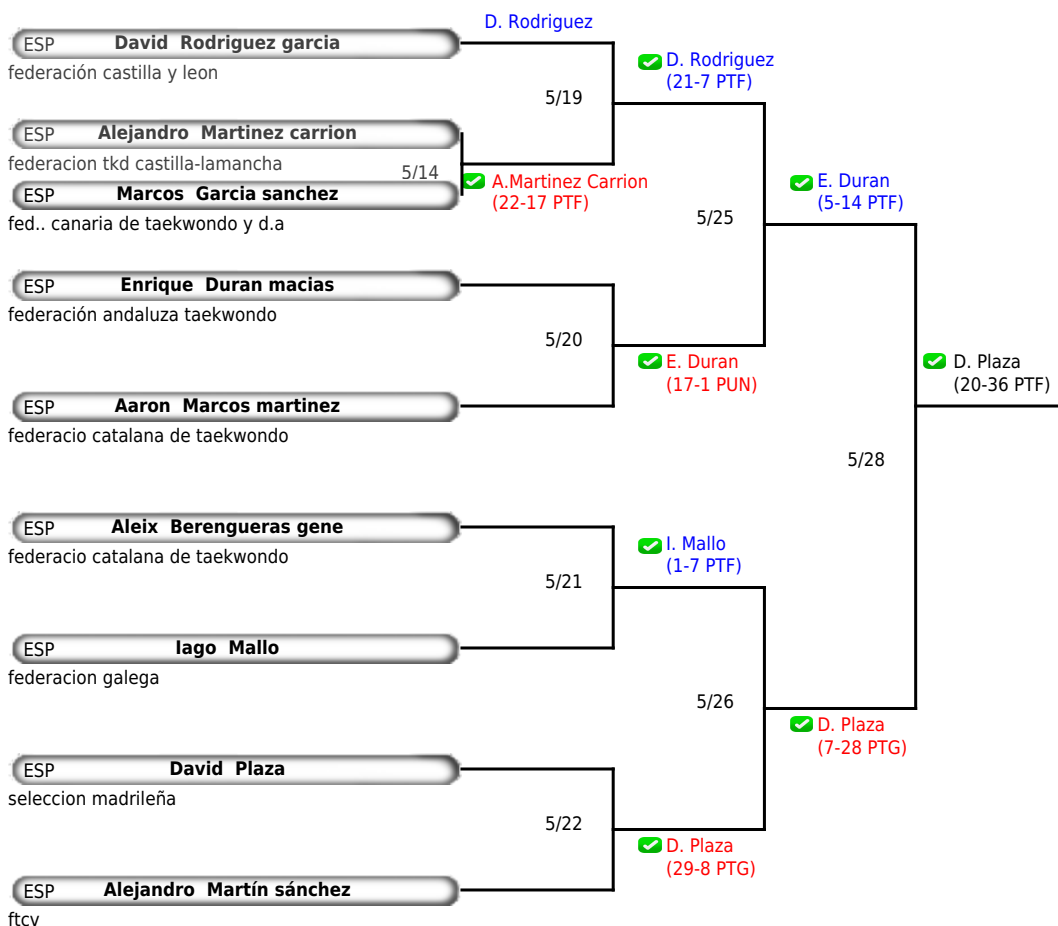 D. Rodriguez
ESP David Rodriguez garcia
federación castilla y leon
D. Rodriguez
(21-7 PTF)
5/19
ESP Alejandro Martinez carrion
federacion tkd castilla-lamancha
5/14
A.Martinez Carrion
(22-17 PTF)
ESP Marcos Garcia sanchez
fed.. canaria de taekwondo y d.a
E. Duran
(5-14 PTF)
5/25
ESP Enrique Duran macias
federación andaluza taekwondo
5/20
E. Duran
(17-1 PUN)
D. Plaza
(20-36 PTF)
ESP Aaron Marcos martinez
federacio catalana de taekwondo
5/28
ESP Aleix Berengueras gene
federacio catalana de taekwondo
I. Mallo
(1-7 PTF)
5/21
ESP Iago Mallo
federacion galega
5/26
D. Plaza
(7-28 PTG)
ESP David Plaza
seleccion madrileña
5/22
D. Plaza
(29-8 PTG)
ESP Alejandro Martín sánchez
ftcv